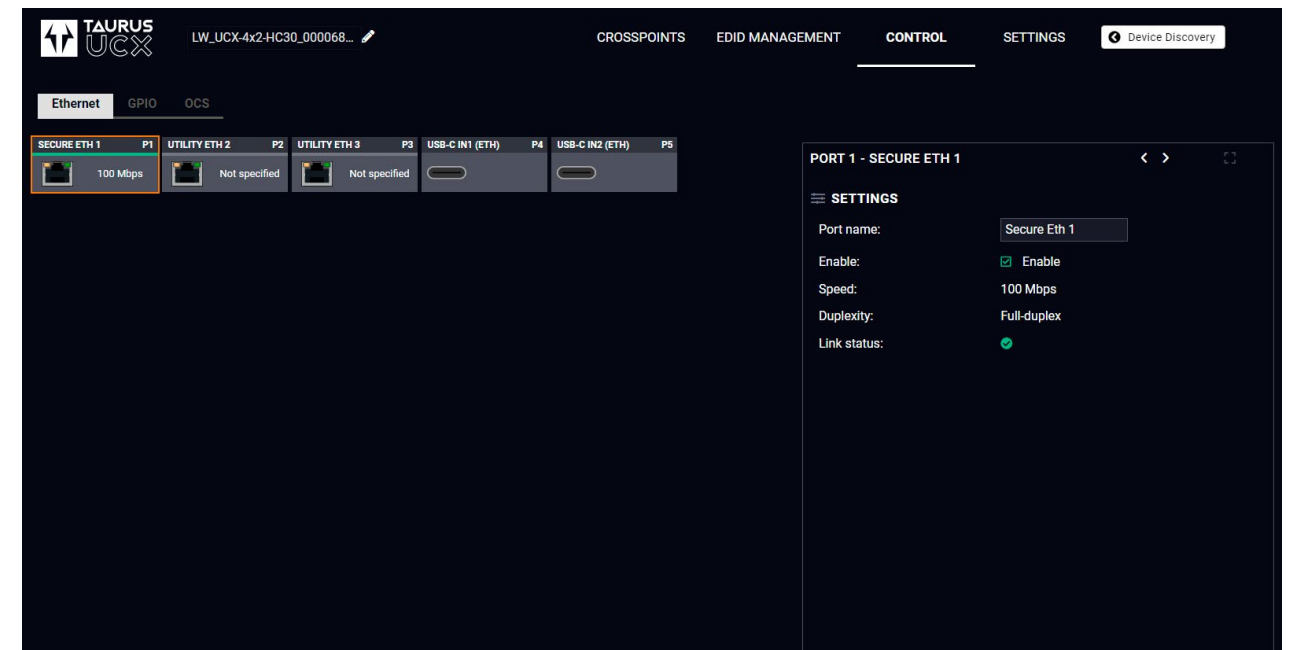 TAURUS
UCX
LW_UCX-4x2-HC30_000068...
CROSSPOINTS
EDID MANAGEMENT
CONTROL
SETTINGS
Device Discovery
Ethernet
GPIO
OCS
SECURE ETH 1 P1
100 Mbps
UTILITY ETH 2 P2
Not specified
UTILITY ETH 3 P3
Not specified
USB-C IN1 (ETH) P4
USB-C IN2 (ETH) P5
PORT 1 - SECURE ETH 1
SETTINGS
Port name: Secure Eth 1
Enable: Enable
Speed: 100 Mbps
Duplexity: Full-duplex
Link status: